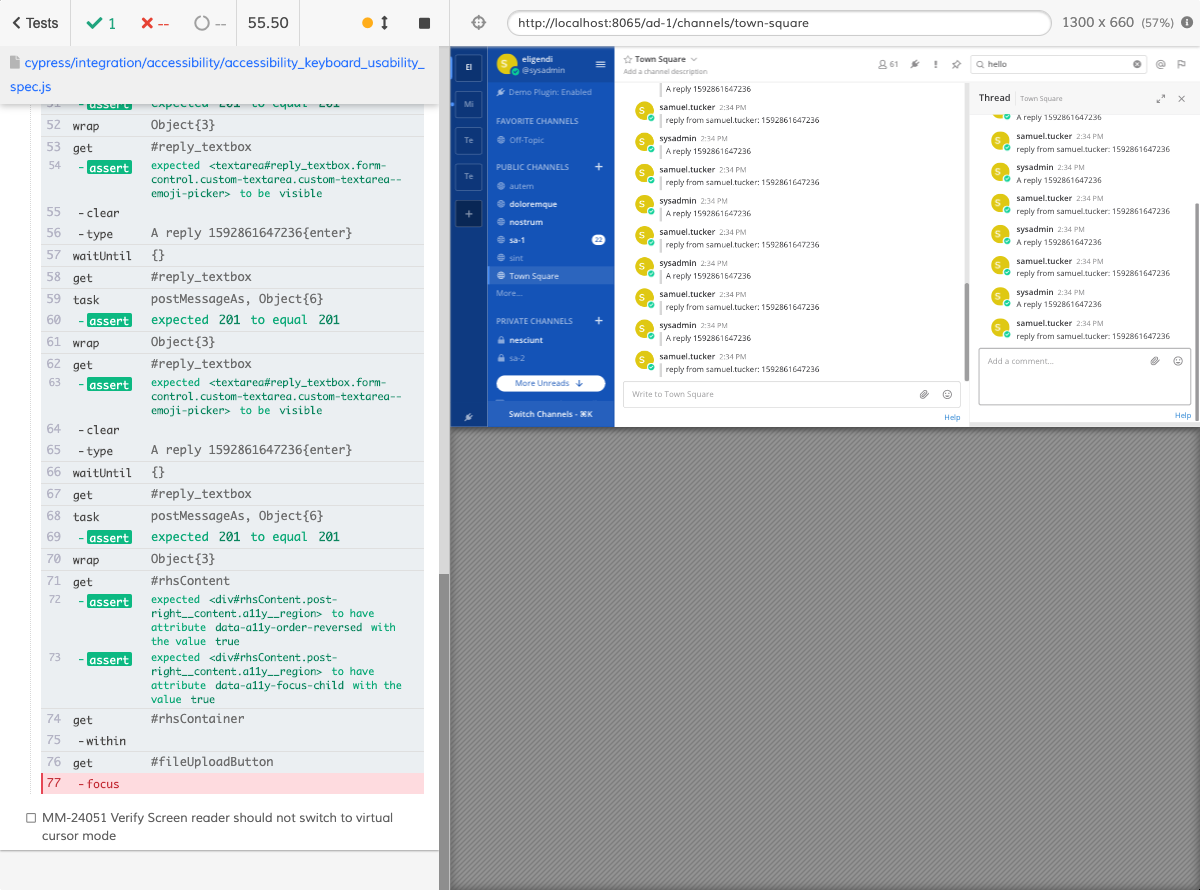 Tests
1
--
--
55.50
cypress/integration/accessibility/accessibility_keyboard_usability_
spec.js
51 -assert expected 201 to equal 201
52 wrap Object{3}
53 get #reply_textbox
54 -assert expected <textarea#reply_textbox.form-
control.custom-textarea.custom-textarea--
emoji-picker> to be visible
55 -clear
56 -type A reply 1592861647236{enter}
57 waitUntil {}
58 get #reply_textbox
59 task postMessageAs, Object{6}
60 -assert expected 201 to equal 201
61 wrap Object{3}
62 get #reply_textbox
63 -assert expected <textarea#reply_textbox.form-
control.custom-textarea.custom-textarea--
emoji-picker> to be visible
64 -clear
65 -type A reply 1592861647236{enter}
66 waitUntil {}
67 get #reply_textbox
68 task postMessageAs, Object{6}
69 -assert expected 201 to equal 201
70 wrap Object{3}
71 get #rhsContent
72 -assert expected <div#rhsContent.post-
right__content.a11y__region> to have
attribute data-a11y-order-reversed with
the value true
73 -assert expected <div#rhsContent.post-
right__content.a11y__region> to have
attribute data-a11y-focus-child with the
value true
74 get #rhsContainer
75 -within
76 get #fileUploadButton
77 -focus
MM-24051 Verify Screen reader should not switch to virtual
cursor mode
http://localhost:8065/ad-1/channels/town-square
1300 x 660 (57%)
El
Mi
Te
Te
+
S
eligendi
@sysadmin
Demo Plugin: Enabled
FAVORITE CHANNELS
Off-Topic
PUBLIC CHANNELS +
autem
doloremque
nostrum
sa-1 22
sint
Town Square
More...
PRIVATE CHANNELS +
nesciunt
sa-2
More Unreads
Switch Channels - ⌘K
Town Square
Add a channel description
61
hello
@
A reply 1592861647236
S samuel.tucker 2:34 PM
reply from samuel.tucker: 1592861647236
S sysadmin 2:34 PM
A reply 1592861647236
S samuel.tucker 2:34 PM
reply from samuel.tucker: 1592861647236
S sysadmin 2:34 PM
A reply 1592861647236
S samuel.tucker 2:34 PM
reply from samuel.tucker: 1592861647236
S sysadmin 2:34 PM
A reply 1592861647236
S samuel.tucker 2:34 PM
reply from samuel.tucker: 1592861647236
S sysadmin 2:34 PM
A reply 1592861647236
S samuel.tucker 2:34 PM
reply from samuel.tucker: 1592861647236
Write to Town Square
Help
Thread Town Square
A reply 1592861647236
S samuel.tucker 2:34 PM
reply from samuel.tucker: 1592861647236
S sysadmin 2:34 PM
A reply 1592861647236
S samuel.tucker 2:34 PM
reply from samuel.tucker: 1592861647236
S sysadmin 2:34 PM
A reply 1592861647236
S samuel.tucker 2:34 PM
reply from samuel.tucker: 1592861647236
S sysadmin 2:34 PM
A reply 1592861647236
S samuel.tucker 2:34 PM
reply from samuel.tucker: 1592861647236
Add a comment...
Help